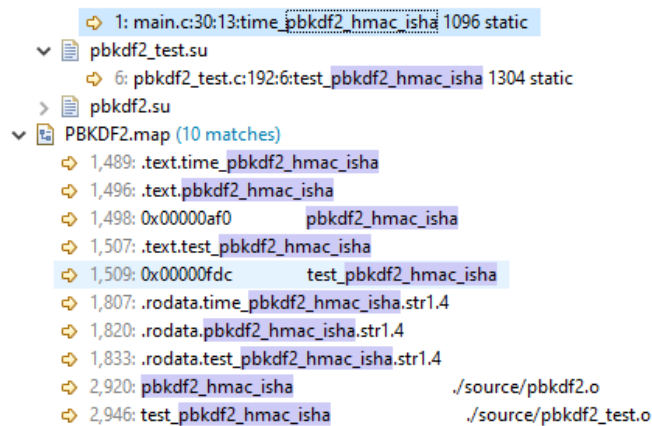 1: main.c:30:13:time_pbkdf2_hmac_isha 1096 static
pbkdf2_test.su
6: pbkdf2_test.c:192:6:test_pbkdf2_hmac_isha 1304 static
pbkdf2.su
PBKDF2.map (10 matches)
1,489: .text.time_pbkdf2_hmac_isha
1,496: .text.pbkdf2_hmac_isha
1,498: 0x00000af0 pbkdf2_hmac_isha
1,507: .text.test_pbkdf2_hmac_isha
1,509: 0x00000fdc test_pbkdf2_hmac_isha
1,807: .rodata.time_pbkdf2_hmac_isha.str1.4
1,820: .rodata.pbkdf2_hmac_isha.str1.4
1,833: .rodata.test_pbkdf2_hmac_isha.str1.4
2,920: pbkdf2_hmac_isha ./source/pbkdf2.o
2,946: test_pbkdf2_hmac_isha ./source/pbkdf2_test.o